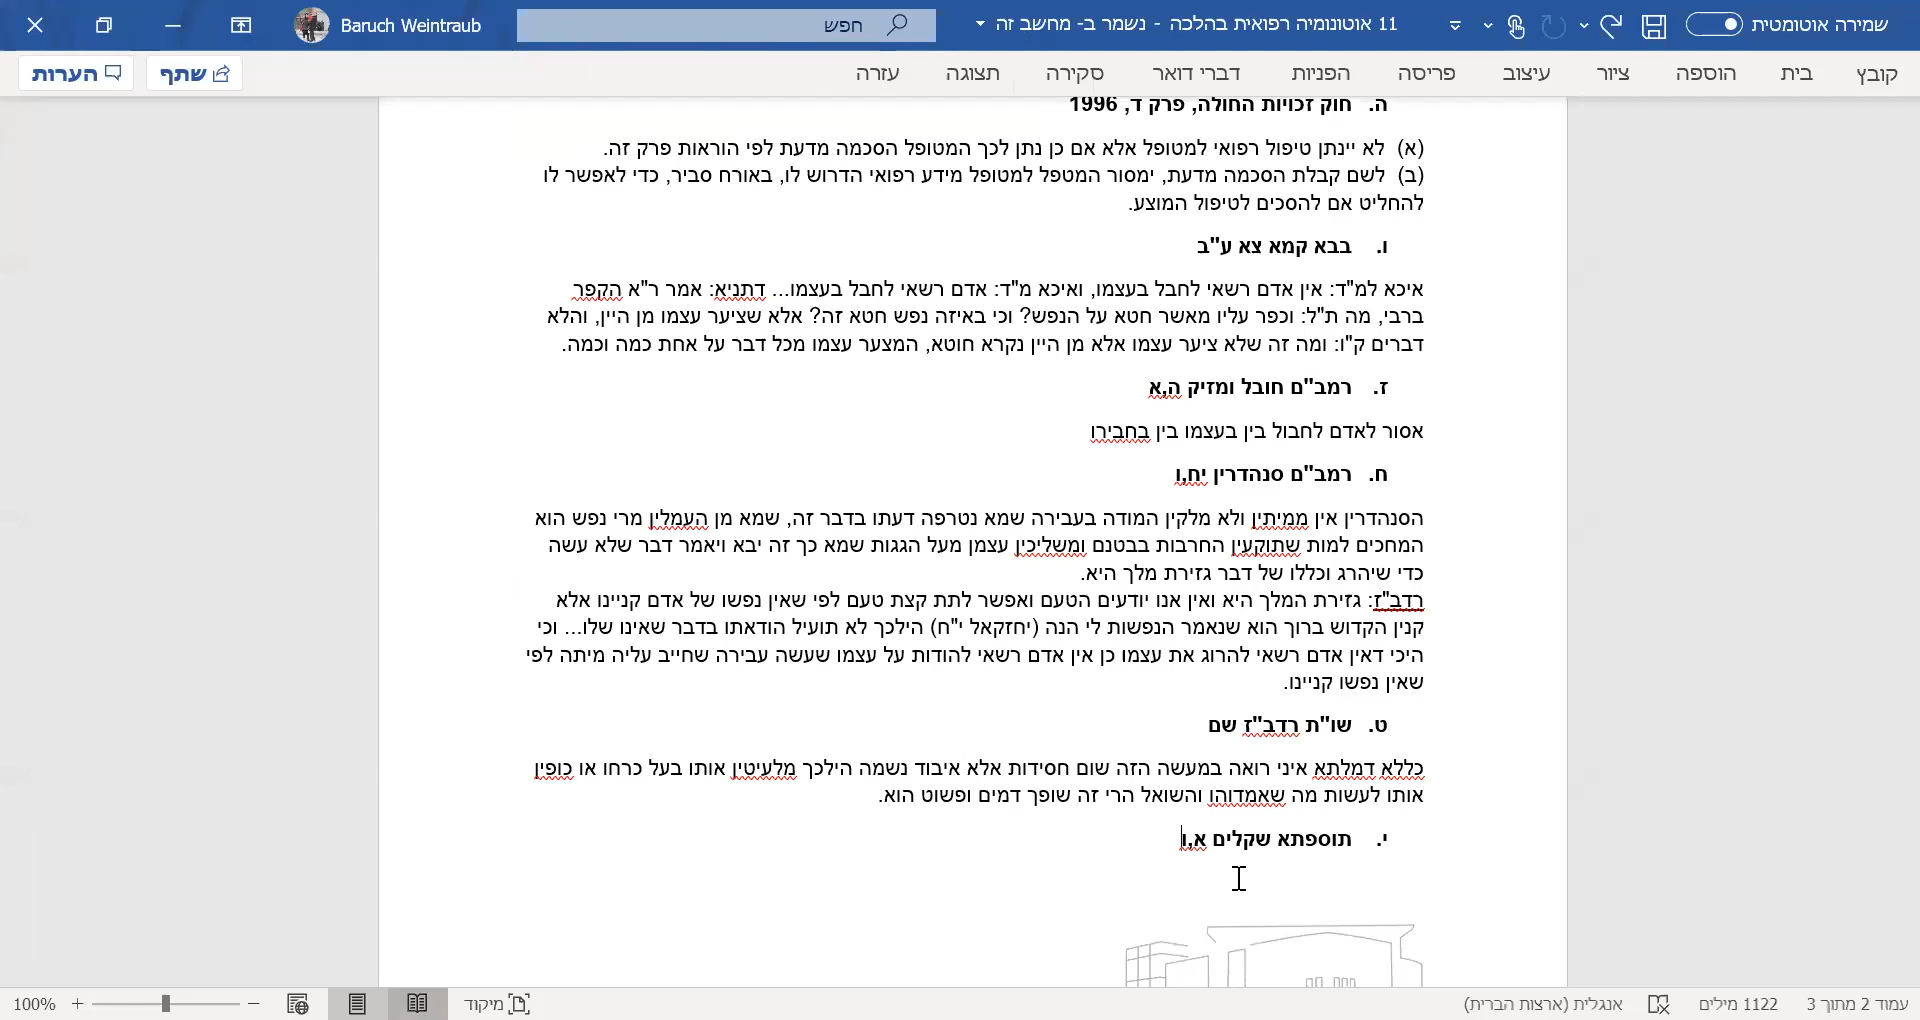 שמירה אוטומטית
11 אוטונומיה רפואית בהלכה - נשמר ב- מחשב זה
חפש
Baruch Weintraub
קובץ בית הוספה ציור עיצוב פריסה הפניות דברי דואר סקירה תצוגה עזרה
שתף
הערות
ה. חוק זכויות החולה, פרק ד, 1996
(א) לא יינתן טיפול רפואי למטופל אלא אם כן נתן לכך המטופל הסכמה מדעת לפי הוראות פרק זה.
(ב) לשם קבלת הסכמה מדעת, ימסור המטפל למטופל מידע רפואי הדרוש לו, באורח סביר, כדי לאפשר לו
להחליט אם להסכים לטיפול המוצע.
ו. בבא קמא צא ע"ב
איכא למ"ד: אין אדם רשאי לחבל בעצמו, ואיכא מ"ד: אדם רשאי לחבל בעצמו... דתניא: אמר ר"א הקפר
ברבי, מה ת"ל: וכפר עליו מאשר חטא על הנפש? וכי באיזה נפש חטא זה? אלא שציער עצמו מן היין, והלא
דברים ק"ו: ומה זה שלא ציער עצמו אלא מן היין נקרא חוטא, המצער עצמו מכל דבר על אחת כמה וכמה.
ז. רמב"ם חובל ומזיק ה,א
אסור לאדם לחבול בין בעצמו בין בחבירו
ח. רמב"ם סנהדרין יח,ו
הסנהדרין אין ממיתין ולא מלקין המודה בעבירה שמא נטרפה דעתו בדבר זה, שמא מן העמלין מרי נפש הוא
המחכים למות שתוקעין החרבות בבטנם ומשליכין עצמן מעל הגגות שמא כך זה יבא ויאמר דבר שלא עשה
כדי שיהרג וכללו של דבר גזירת מלך היא.
רדב"ז: גזירת המלך היא ואין אנו יודעים הטעם ואפשר לתת קצת טעם לפי שאין נפשו של אדם קניינו אלא
קנין הקדוש ברוך הוא שנאמר הנפשות לי הנה (יחזקאל י"ח) הילכך לא תועיל הודאתו בדבר שאינו שלו... וכי
היכי דאין אדם רשאי להרוג את עצמו כן אין אדם רשאי להודות על עצמו שעשה עבירה שחייב עליה מיתה לפי
שאין נפשו קניינו.
ט. שו"ת רדב"ז שם
כללא דמלתא איני רואה במעשה הזה שום חסידות אלא איבוד נשמה הילכך מלעיטין אותו בעל כרחו או כופין
אותו לעשות מה שאמדוהו והשואל הרי זה שופך דמים ופשוט הוא.
י. תוספתא שקלים א,ו
עמוד 2 מתוך 3
1122 מילים
אנגלית (ארצות הברית)
מיקוד
100%